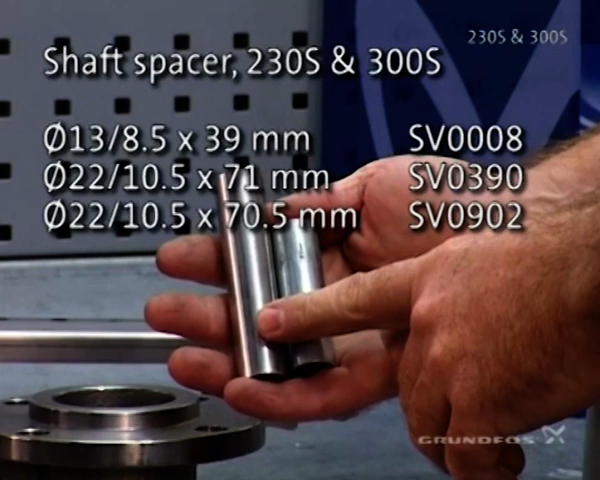 230S & 300S
Shaft spacer, 230S & 300S
Ø13/8.5 x 39 mm SV0008
Ø22/10.5 x 71 mm SV0390
Ø22/10.5 x 70.5 mm SV0902
GRUNDFOS